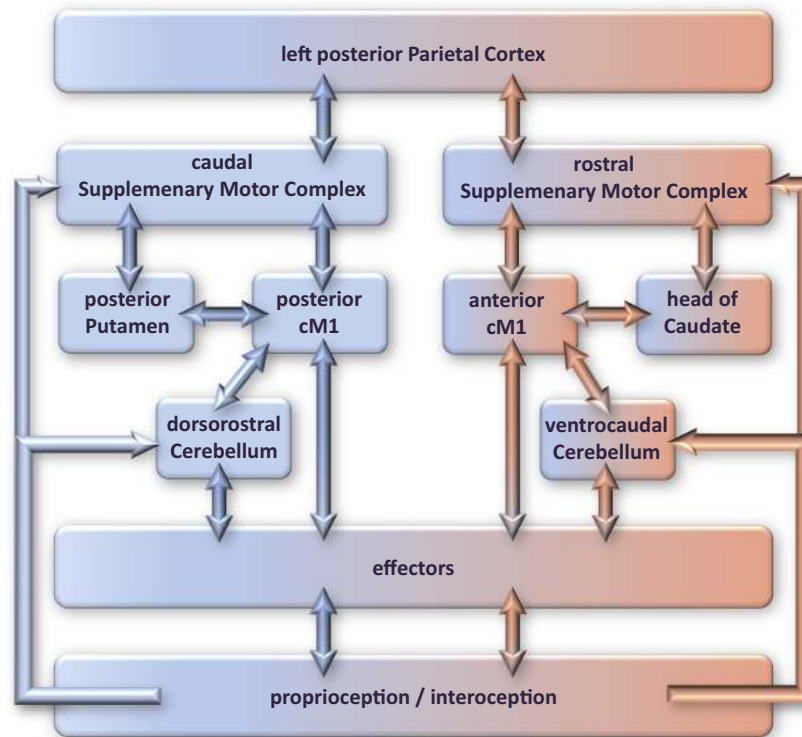 left posterior Parietal Cortex
caudal
Supplemenary Motor Complex
rostral
Supplemenary Motor Complex
posterior
Putamen
posterior
cM1
anterior
cM1
head of
Caudate
dorsorostral
Cerebellum
ventrocaudal
Cerebellum
effectors
proprioception / interoception